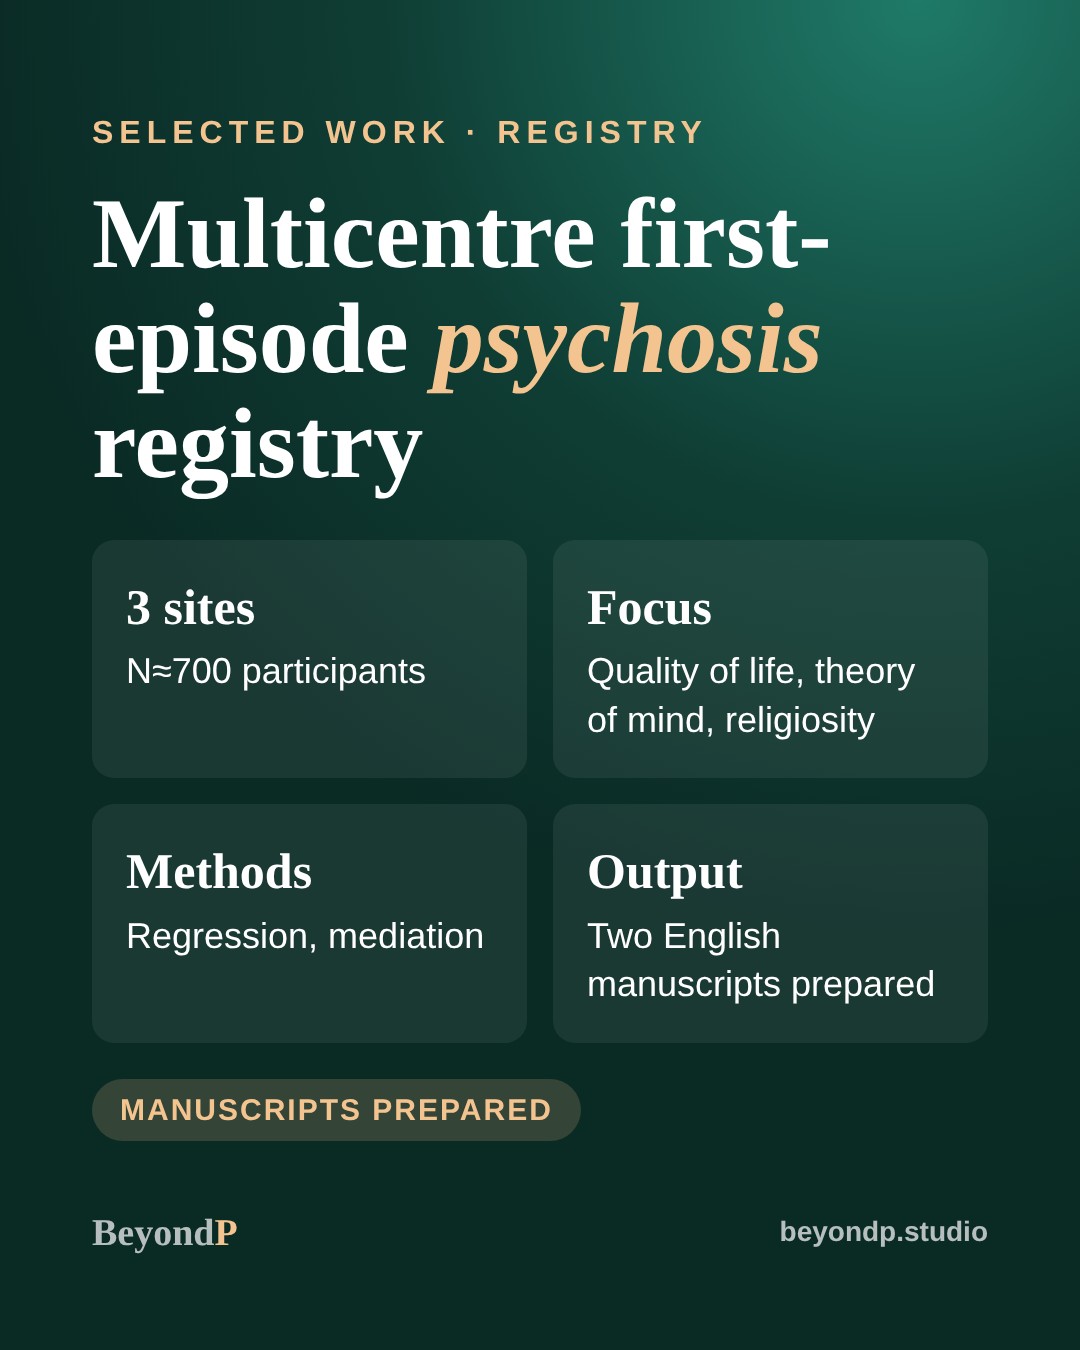 SELECTED WORK · REGISTRY
Multicentre first-
episode psychosis
registry
3 sites
N≈700 participants
Focus
Quality of life, theory
of mind, religiosity
Methods
Regression, mediation
Output
Two English
manuscripts prepared
MANUSCRIPTS PREPARED
BeyondP
beyondp.studio